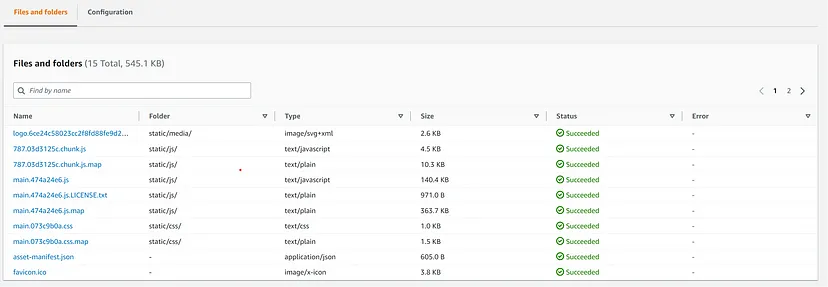 Files and folders Configuration
Files and folders (15 Total, 545.1 KB)
Find by name 1 2
Name Folder Type Size Status Error
logo.6ce24c58023cc2f8fd88fe9d2... static/media/ image/svg+xml 2.6 KB Succeeded -
787.03d3125c.chunk.js static/js/ text/javascript 4.5 KB Succeeded -
787.03d3125c.chunk.js.map static/js/ text/plain 10.3 KB Succeeded -
main.474a24e6.js static/js/ text/javascript 140.4 KB Succeeded -
main.474a24e6.js.LICENSE.txt static/js/ text/plain 971.0 B Succeeded -
main.474a24e6.js.map static/js/ text/plain 363.7 KB Succeeded -
main.073c9b0a.css static/css/ text/css 1.0 KB Succeeded -
main.073c9b0a.css.map static/css/ text/plain 1.5 KB Succeeded -
asset-manifest.json - application/json 605.0 B Succeeded -
favicon.ico - image/x-icon 3.8 KB Succeeded -